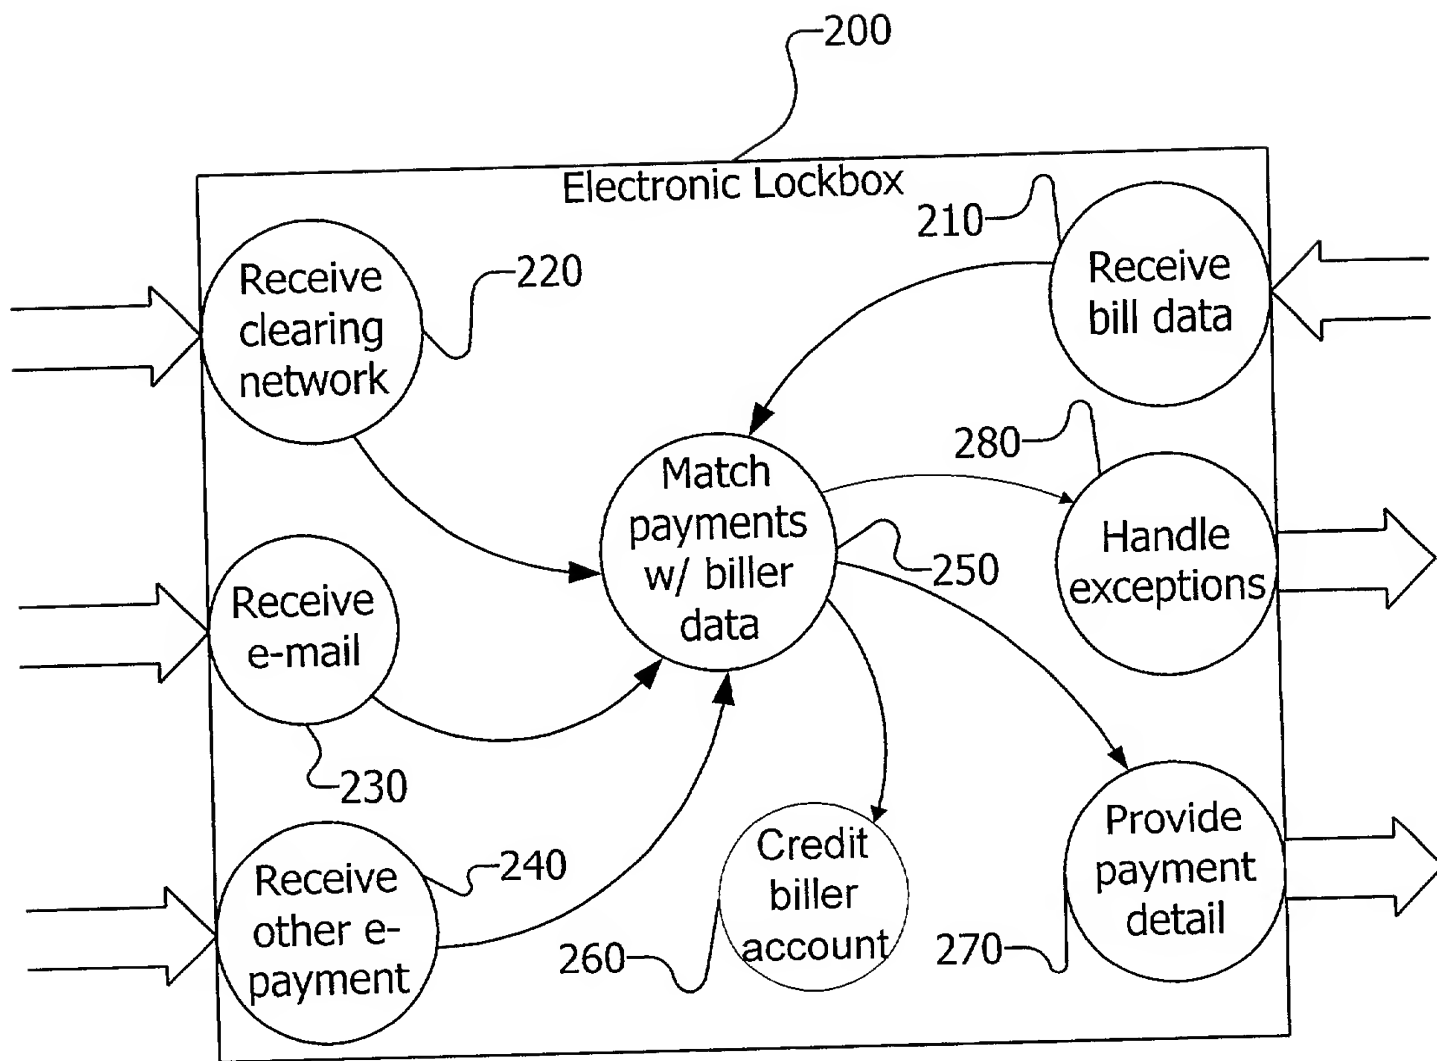 200
Electronic Lockbox
210
Receive
bill data
Receive
clearing
network
220
280
Handle
exceptions
Match
payments
w/ biller
data
250
Receive
e-mail
230
240
Receive
other e-
payment
Credit
biller
account
260
Provide
payment
detail
270